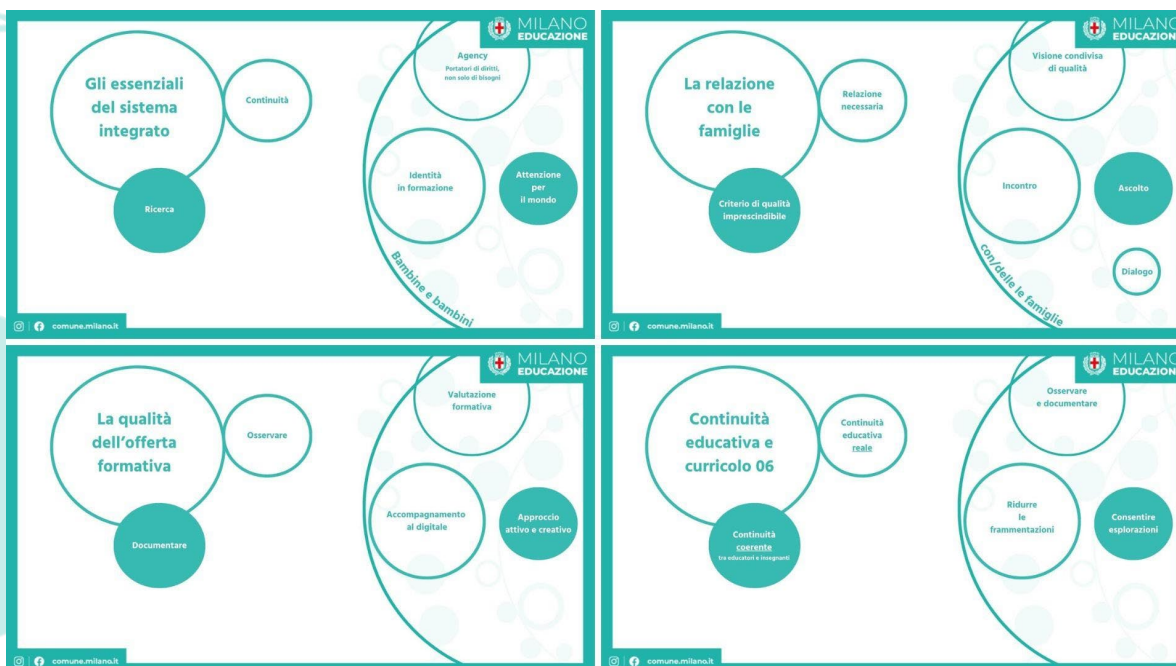 MILANO
EDUCAZIONE
Gli essenziali
del sistema
integrato
Continuità
Ricerca
Agency
Portatori di diritti,
non solo di bisogni
Identità
in formazione
Attenzione
per
il mondo
Bambine e bambini
comune.milano.it
MILANO
EDUCAZIONE
La relazione
con le
famiglie
Relazione
necessaria
Criterio di qualità
imprescindibile
Visione condivisa
di qualità
Incontro
Ascolto
Dialogo
con/delle le famiglie
comune.milano.it
MILANO
EDUCAZIONE
La qualità
dell'offerta
formativa
Osservare
Documentare
Valutazione
formativa
Accompagnamento
al digitale
Approccio
attivo e creativo
comune.milano.it
MILANO
EDUCAZIONE
Continuità
educativa e
curricolo 06
Continuità
educativa
reale
Continuità
coerente
tra educatori e insegnanti
Osservare
e documentare
Ridurre
le
frammentazioni
Consentire
esplorazioni
comune.milano.it